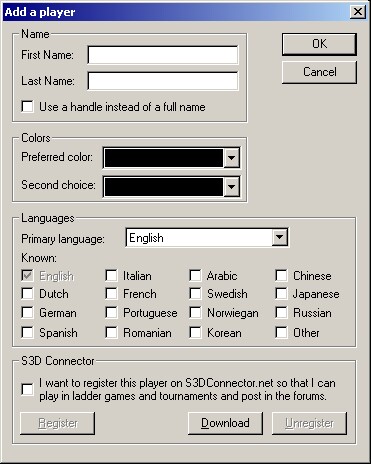 Add a player
Name
First Name:
OK
Last Name:
Cancel
Use a handle instead of a full name
Colors
Preferred color:
Second choice:
Languages
Primary language: English
Known:
English Italian Arabic Chinese
Dutch French Swedish Japanese
German Portuguese Norwiegan Russian
Spanish Romanian Korean Other
S3D Connector
I want to register this player on S3DConnector.net so that I can
play in ladder games and tournaments and post in the forums.
Register Download Unregister